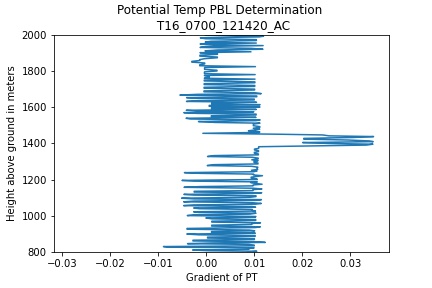 Potential Temp PBL Determination
T16_0700_121420_AC
Height above ground in meters
2000
1800
1600
1400
1200
1000
800
−0.03 −0.02 −0.01 0.00 0.01 0.02 0.03
Gradient of PT